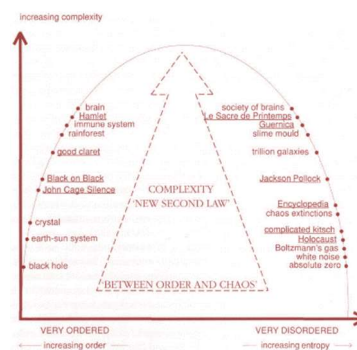 increasing complexity
brain
Hamlet
immune system
rainforest
good claret
Black on Black
John Cage Silence
crystal
earth-sun system
black hole
COMPLEXITY
'NEW SECOND LAW'
'BETWEEN ORDER AND CHAOS'
society of brains
Le Sacre de Printemps
Guernica
slime mould
trillion galaxies
Jackson Pollock
Encyclopedia
chaos extinctions
complicated kitsch
Holocaust
Boltzmann's gas
white noise
absolute zero
VERY ORDERED
increasing order
VERY DISORDERED
increasing entropy